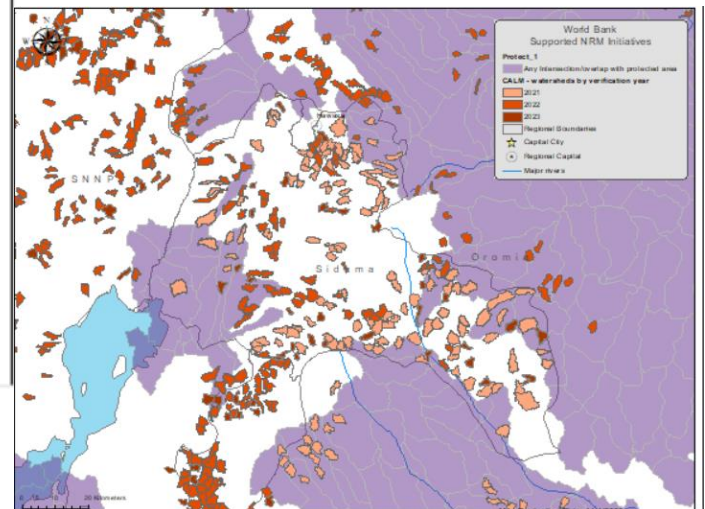 N
W
World Bank
Supported NRM Initiatives
Protect_1
Any Intersection/overlap with protected area
CALM - watersheds by verification year
2021
2022
2023
Regional Boundaries
Capital City
Regional Capital
Major rivers
Hawassa
SNNP
Sidama
Oromia
20 Kilometers